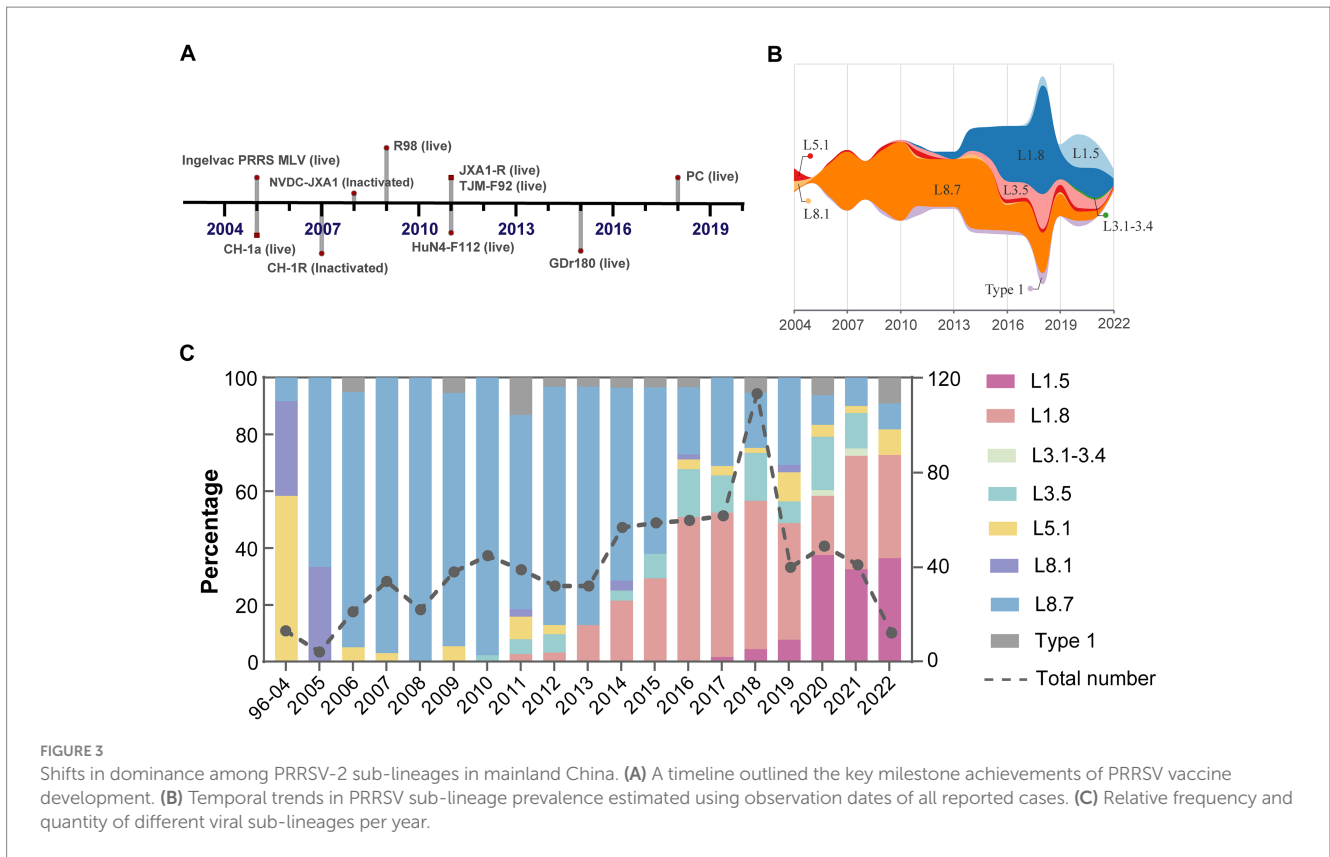 A
Ingelvac PRRS MLV (live)
NVDC-JXA1 (Inactivated)
R98 (live)
JXA1-R (live)
TJM-F92 (live)
PC (live)
2004
2007
2010
2013
2016
2019
CH-1a (live)
CH-1R (Inactivated)
HuN4-F112 (live)
GDr180 (live)
B
L5.1
L8.1
L8.7
L1.8
L3.5
L1.5
L3.1-3.4
Type 1
2004
2007
2010
2013
2016
2019
2022
C
Percentage
100
80
60
40
20
0
120
80
40
0
96-04
2005
2006
2007
2008
2009
2010
2011
2012
2013
2014
2015
2016
2017
2018
2019
2020
2021
2022
L1.5
L1.8
L3.1-3.4
L3.5
L5.1
L8.1
L8.7
Type 1
Total number
FIGURE 3
Shifts in dominance among PRRSV-2 sub-lineages in mainland China. (A) A timeline outlined the key milestone achievements of PRRSV vaccine
development. (B) Temporal trends in PRRSV sub-lineage prevalence estimated using observation dates of all reported cases. (C) Relative frequency and
quantity of different viral sub-lineages per year.